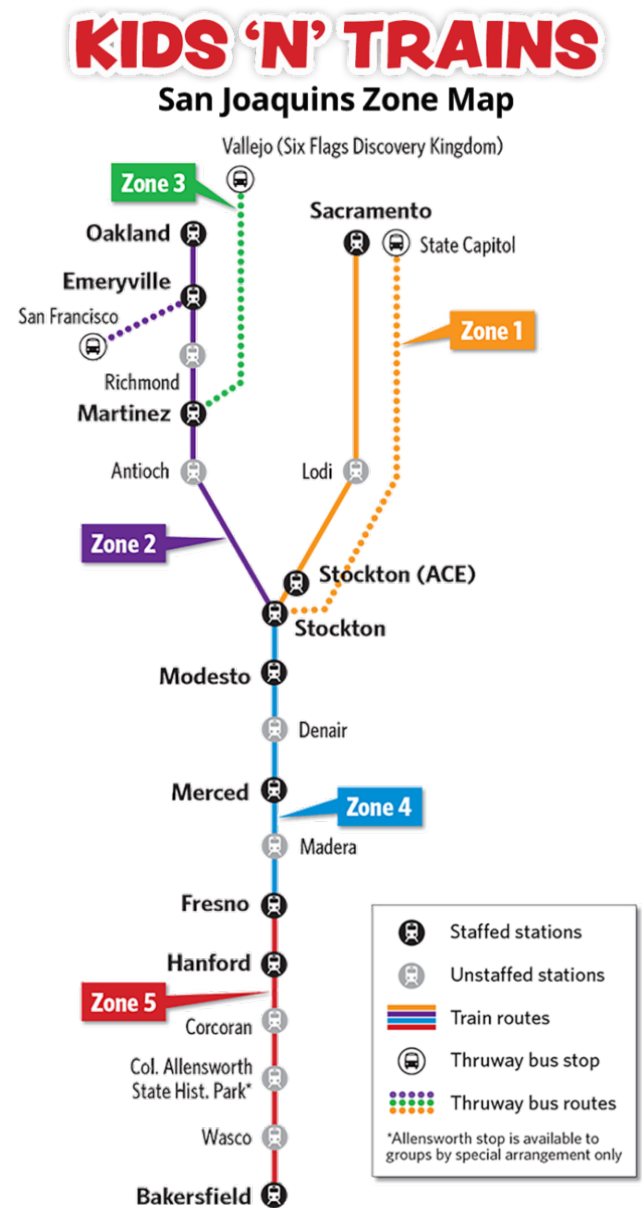 KIDS ‘N’ TRAINS
San Joaquins Zone Map
Vallejo (Six Flags Discovery Kingdom)
Zone 3
Sacramento
Oakland
State Capitol
Emeryville
San Francisco
Zone 1
Richmond
Martinez
Antioch
Lodi
Zone 2
Stockton (ACE)
Stockton
Modesto
Denair
Merced
Zone 4
Madera
Fresno
Hanford
Zone 5
Corcoran
Col. Allensworth
State Hist. Park*
Wasco
Bakersfield
Staffed stations
Unstaffed stations
Train routes
Thruway bus stop
Thruway bus routes
*Allensworth stop is available to
groups by special arrangement only